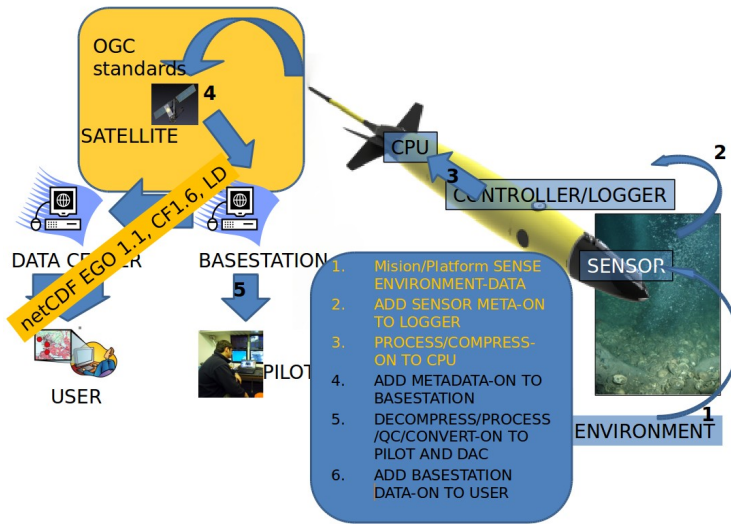 OGC
standards
4
SATELLITE
CPU
3
2
CONTROLLER/LOGGER
SENSOR
netCDF EGO 1.1, CF1.6, LD
DATA CENTER
BASESTATION
5
USER
PILOT
1. Mision/Platform SENSE
ENVIRONMENT-DATA
2. ADD SENSOR META-ON
TO LOGGER
3. PROCESS/COMPRESS-
ON TO CPU
4. ADD METADATA-ON TO
BASESTATION
5. DECOMPRESS/PROCESS
/QC/CONVERT-ON TO
PILOT AND DAC
6. ADD BASESTATION
DATA-ON TO USER
1
ENVIRONMENT